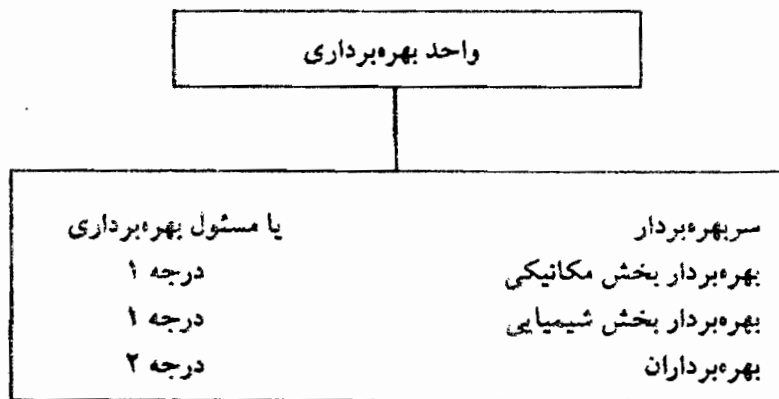 واحد بهره‌برداری
سربهره‌بردار یا مسئول بهره‌برداری
بهره‌بردار بخش مکانیکی درجه ۱
بهره‌بردار بخش شیمیایی درجه ۱
بهره‌برداران درجه ۲